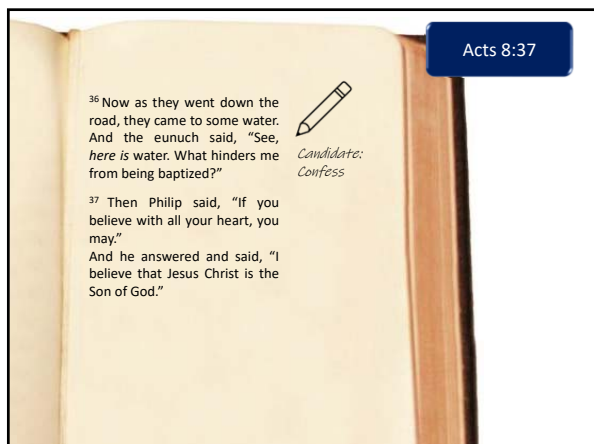 Acts 8:37
36 Now as they went down the
road, they came to some water.
And the eunuch said, “See,
here is water. What hinders me
from being baptized?”
37 Then Philip said, “If you
believe with all your heart, you
may.”
And he answered and said, “I
believe that Jesus Christ is the
Son of God.”
Candidate:
Confess